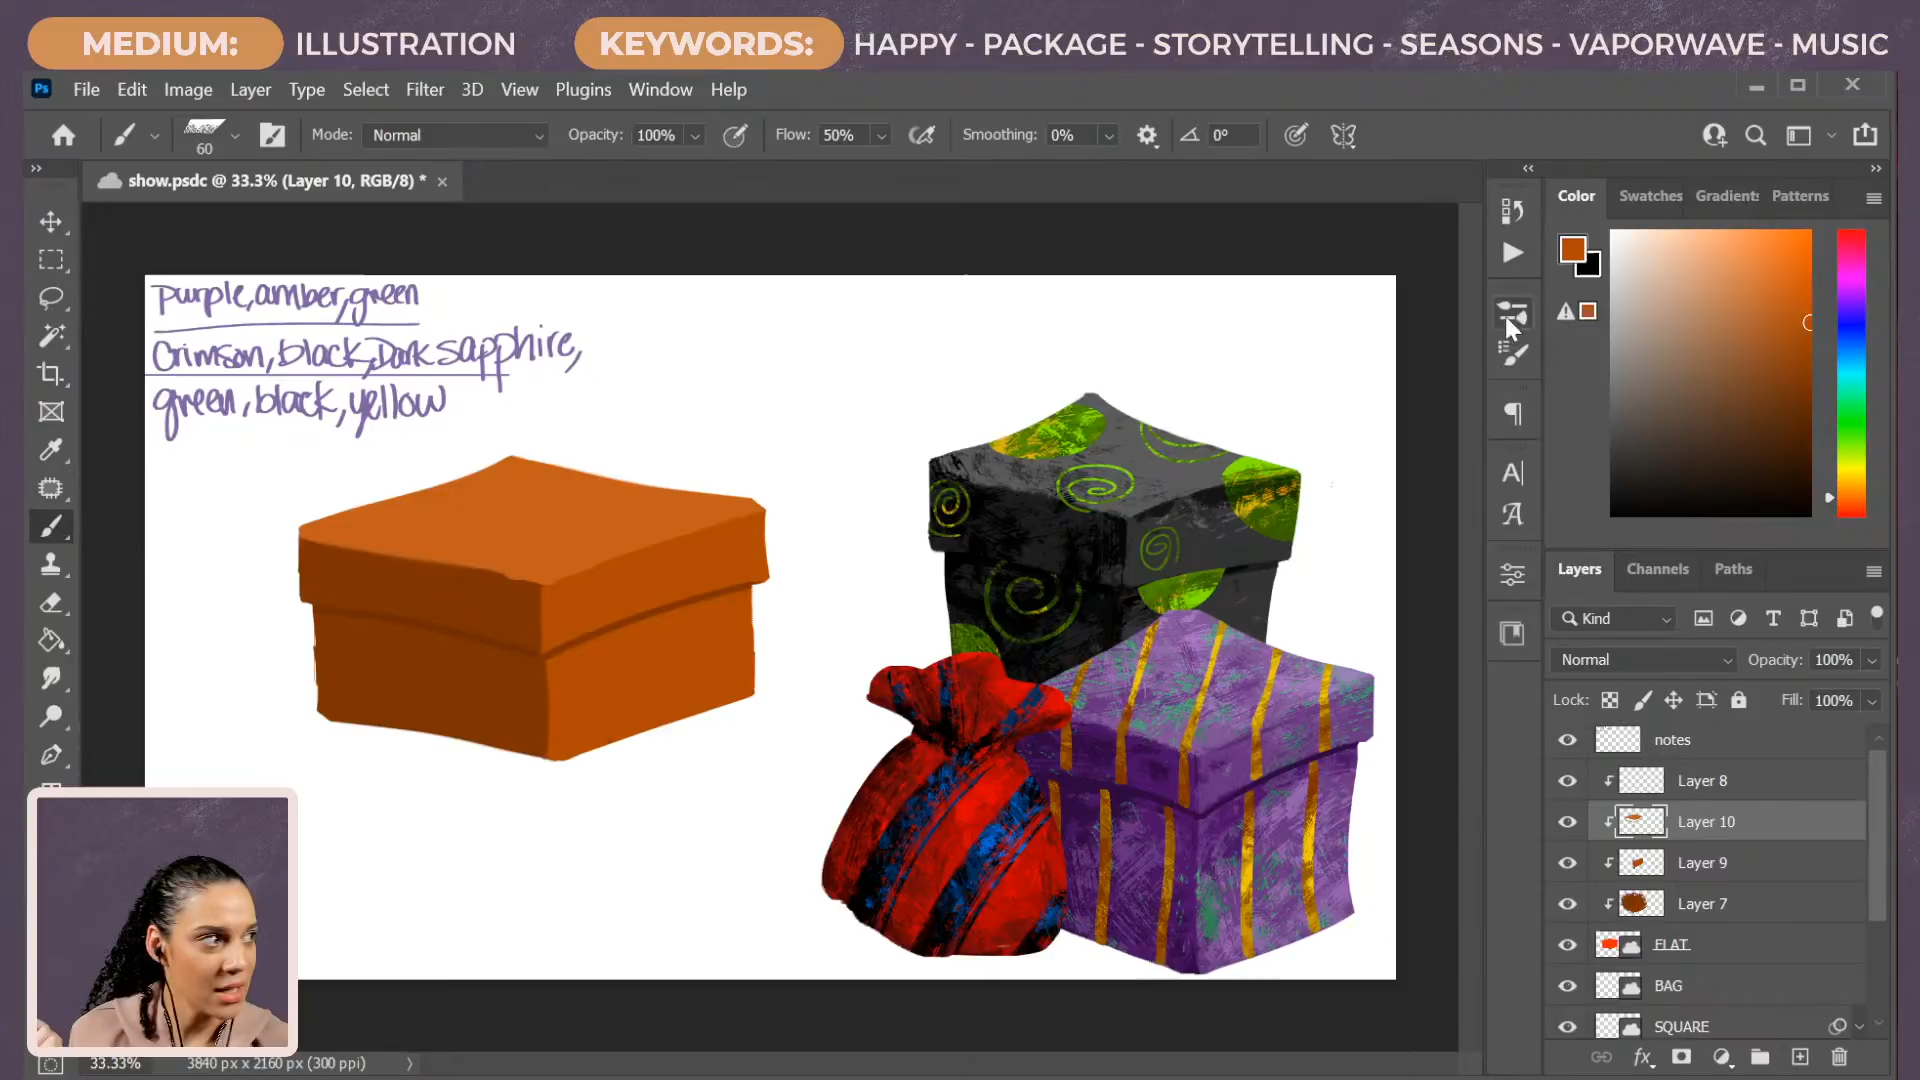 MEDIUM: ILLUSTRATION KEYWORDS: HAPPY - PACKAGE - STORYTELLING - SEASONS - VAPORWAVE - MUSIC
Ps File Edit Image Layer Type Select Filter 3D View Plugins Window Help
60 Mode: Normal Opacity: 100% Flow: 50% Smoothing: 0% 0°
show.psdc @ 33.3% (Layer 10, RGB/8) *
Color Swatches Gradients Patterns
purple, amber, green
Crimson, black, Dark sapphire,
green, black, yellow
Layers Channels Paths
Kind
Normal Opacity: 100%
Lock: Fill: 100%
notes
Layer 8
Layer 10
Layer 9
Layer 7
FLAT
BAG
SQUARE
33.33% 3840 px x 2160 px (300 ppi)